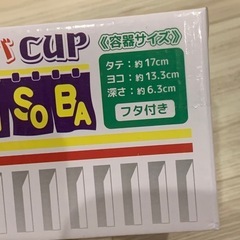 バ CUP
SO BA
《容器サイズ》
タテ：約17cm
ヨコ：約13.3cm
深さ：約6.3cm
フタ付き